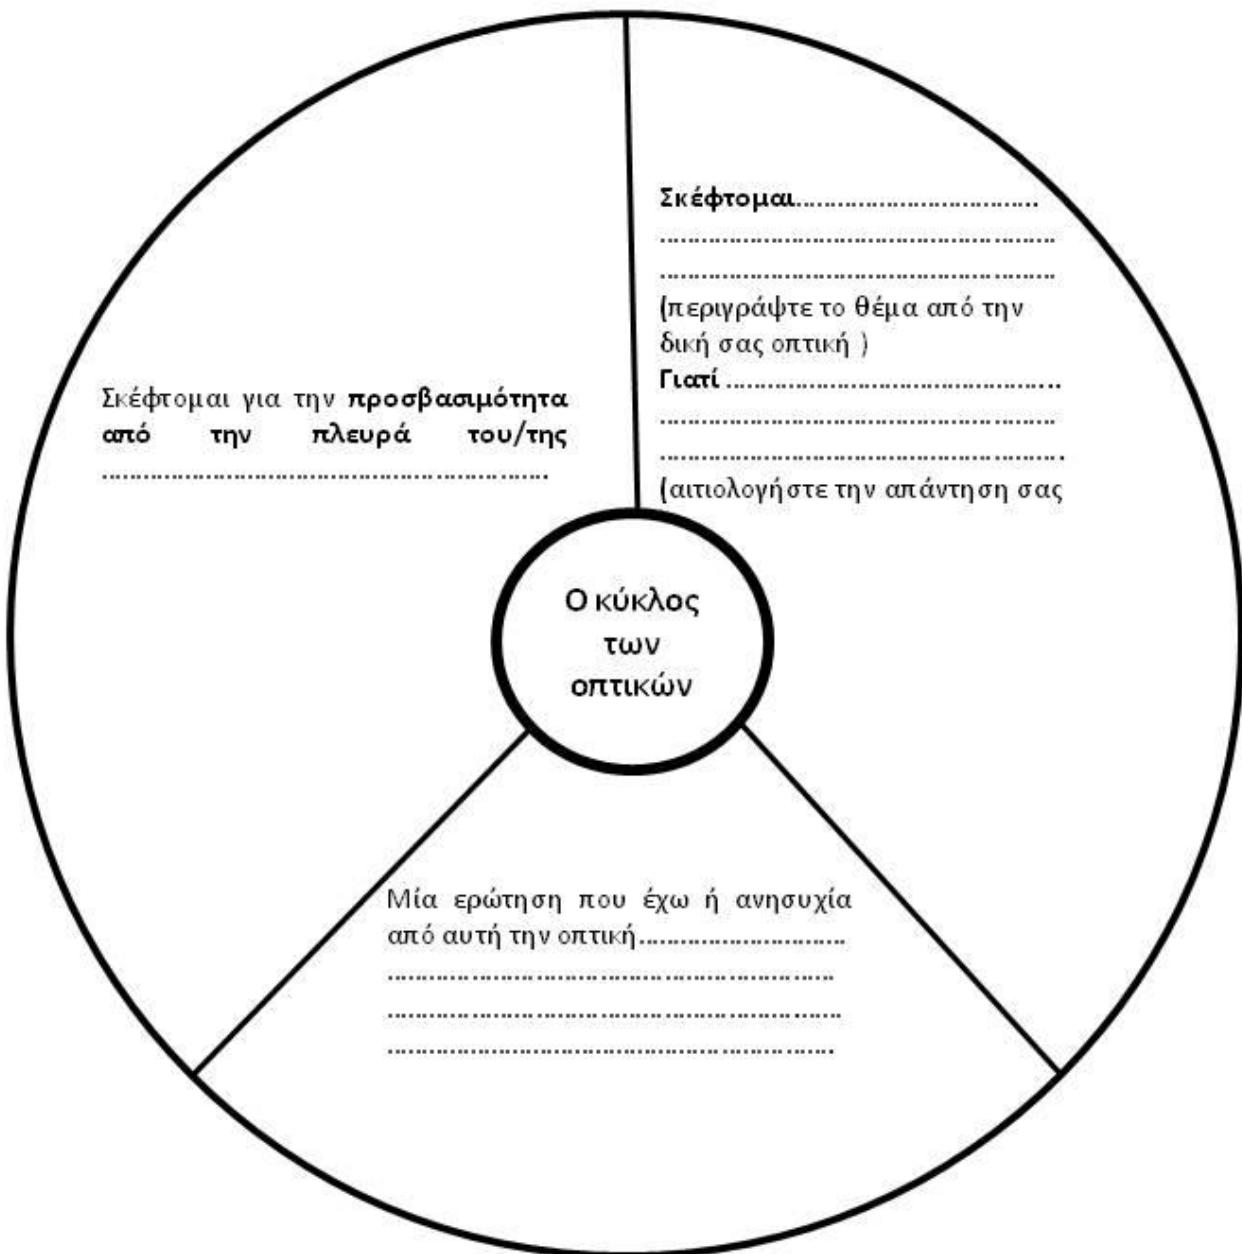 Σκέφτομαι για την προσβασιμότητα
από την πλευρά του/της
.................................................................
Σκέφτομαι...................................
.........................................................
.........................................................
(περιγράψτε το θέμα από την
δική σας οπτική )
Γιατί ................................................
.........................................................
..........................................................
(αιτιολογήστε την απάντηση σας
Ο κύκλος
των
οπτικών
Μία ερώτηση που έχω ή ανησυχία
από αυτή την οπτική..............................
................................................................
.................................................................
................................................................